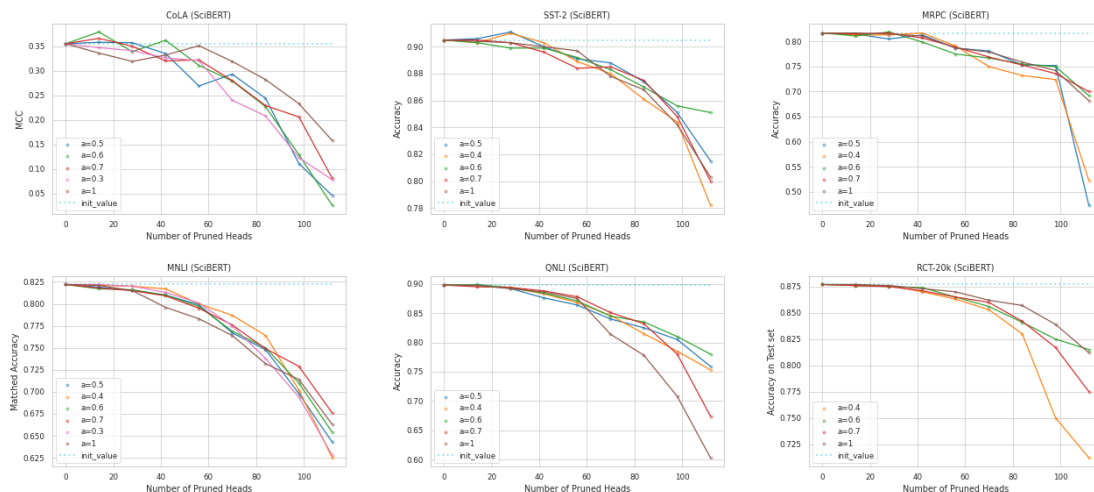 CoLA (SciBERT)
MCC
0.35
0.30
0.25
0.20
0.15
0.10
0.05
a=0.5
a=0.6
a=0.7
a=0.3
a=1
init_value
0 20 40 60 80 100
Number of Pruned Heads
SST-2 (SciBERT)
Accuracy
0.90
0.88
0.86
0.84
0.82
0.80
0.78
a=0.5
a=0.4
a=0.6
a=0.7
a=1
init_value
0 20 40 60 80 100
Number of Pruned Heads
MRPC (SciBERT)
Accuracy
0.80
0.75
0.70
0.65
0.60
0.55
0.50
a=0.5
a=0.4
a=0.6
a=0.7
a=1
init_value
0 20 40 60 80 100
Number of Pruned Heads
MNLI (SciBERT)
Matched Accuracy
0.825
0.800
0.775
0.750
0.725
0.700
0.675
0.650
0.625
a=0.5
a=0.4
a=0.6
a=0.7
a=0.3
a=1
init_value
0 20 40 60 80 100
Number of Pruned Heads
QNLI (SciBERT)
Accuracy
0.90
0.85
0.80
0.75
0.70
0.65
0.60
a=0.5
a=0.4
a=0.6
a=0.7
a=1
init_value
0 20 40 60 80 100
Number of Pruned Heads
RCT-20k (SciBERT)
Accuracy on Test set
0.875
0.850
0.825
0.800
0.775
0.750
0.725
a=0.4
a=0.6
a=0.7
a=1
init_value
0 20 40 60 80 100
Number of Pruned Heads